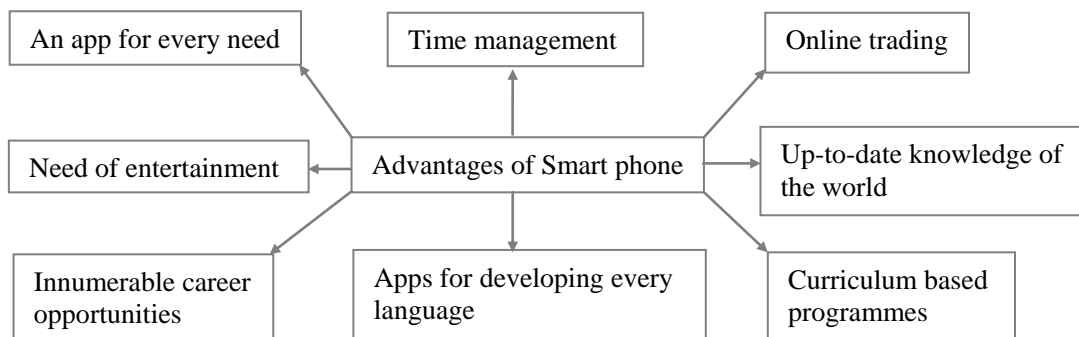 An app for every need
Time management
Online trading
Need of entertainment
Advantages of Smart phone
Up-to-date knowledge of
the world
Innumerable career
opportunities
Apps for developing every
language
Curriculum based
programmes